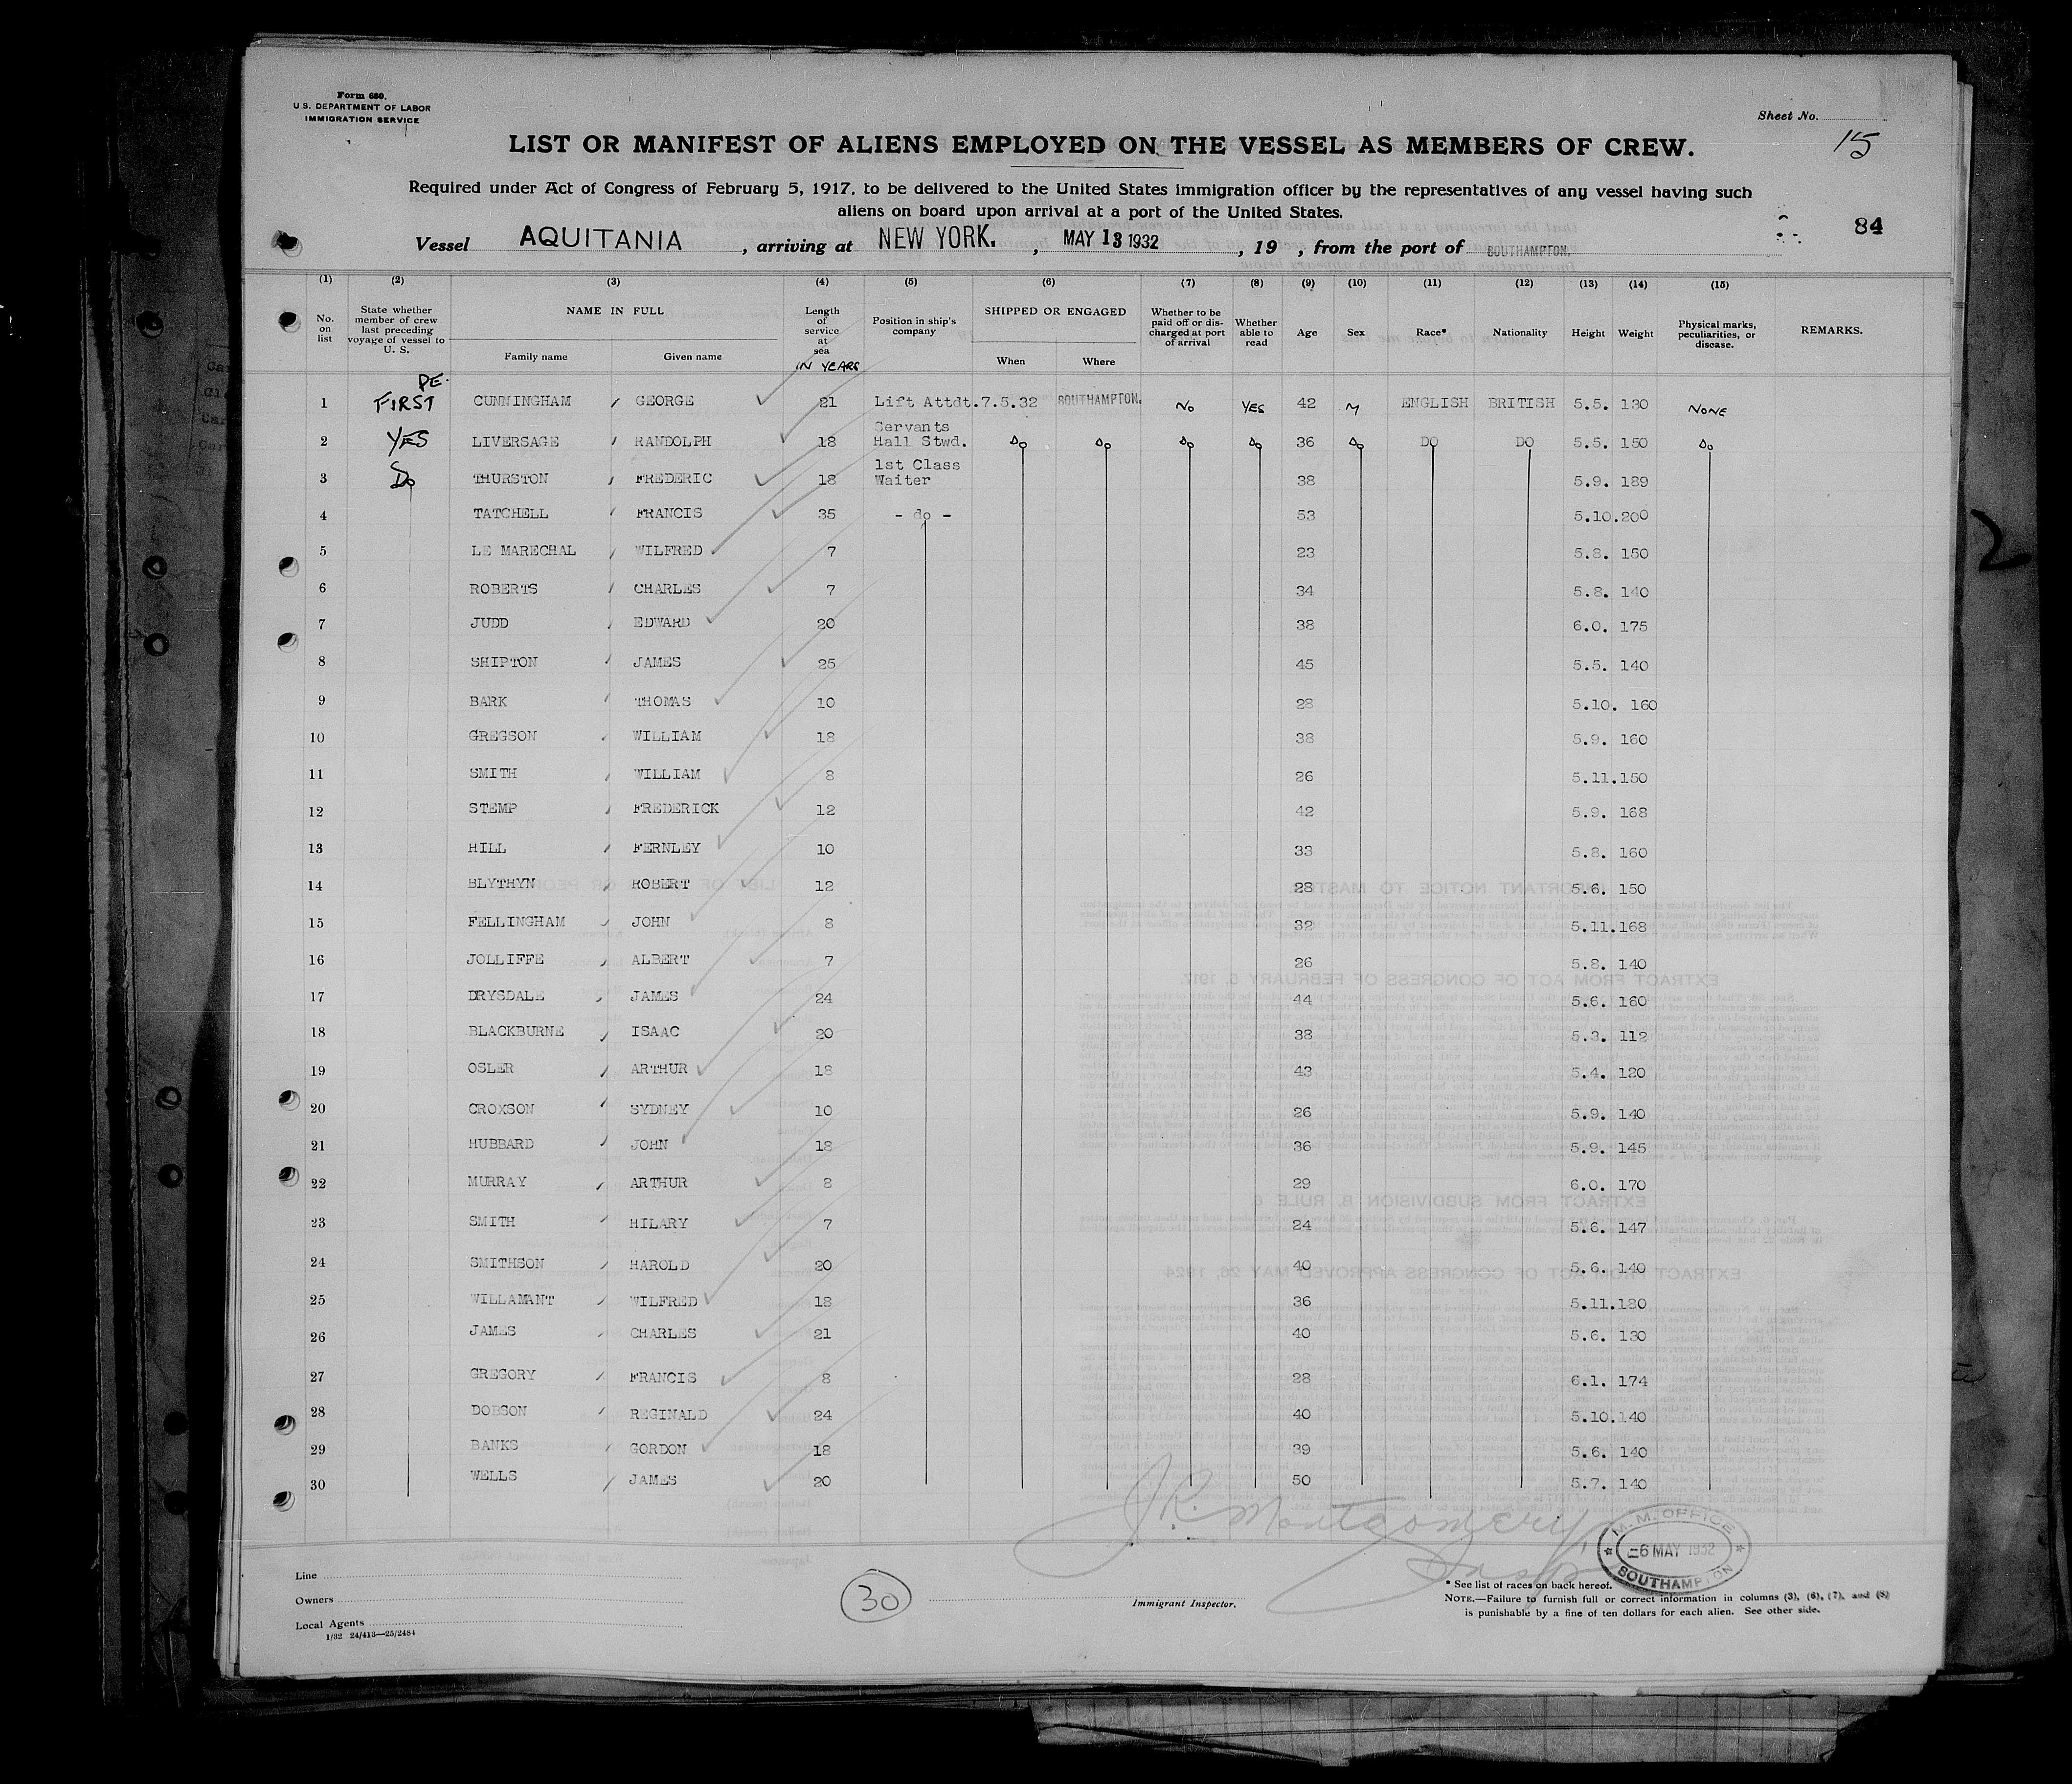 Form 680.
U.S. DEPARTMENT OF LABOR
IMMIGRATION SERVICE
Sheet No.
15
LIST OR MANIFEST OF ALIENS EMPLOYED ON THE VESSEL AS MEMBERS OF CREW.
Required under Act of Congress of February 5, 1917, to be delivered to the United States immigration officer by the representatives of any vessel having such
aliens on board upon arrival at a port of the United States.
84
Vessel AQUITANIA, arriving at NEW YORK., MAY 13 1932, 19 , from the port of SOUTHAMPTON.
(1) (2) (3) (4) (5) (6) (7) (8) (9) (10) (11) (12) (13) (14) (15)
No. on list
State whether member of crew last preceding voyage of vessel to U. S.
NAME IN FULL
Family name
Given name
Length of service at sea
IN YEARS
Position in ship's company
SHIPPED OR ENGAGED
When
Where
Whether to be paid off or discharged at port of arrival
Whether able to read
Age
Sex
Race*
Nationality
Height
Weight
Physical marks, peculiarities, or disease.
REMARKS.
1 FIRST CUNNINGHAM GEORGE 21 Lift Attdt. 7.5.32 SOUTHAMPTON. No YES 42 M ENGLISH BRITISH 5.5. 130 NONE
2 YES LIVERSAGE RANDOLPH 18 Servants Hall Stwd. Do Do Do Do 36 Do DO DO 5.5. 150 Do
3 Do THURSTON FREDERIC 18 1st Class Waiter 38 5.9. 189
4 TATCHELL FRANCIS 35 - do - 53 5.10. 200
5 LE MARECHAL WILFRED 7 23 5.8. 150
6 ROBERTS CHARLES 7 34 5.8. 140
7 JUDD EDWARD 20 38 6.0. 175
8 SHIPTON JAMES 25 45 5.5. 140
9 BARK THOMAS 10 28 5.10. 160
10 GREGSON WILLIAM 18 38 5.9. 160
11 SMITH WILLIAM 8 26 5.11. 150
12 STEMP FREDERICK 12 42 5.9. 168
13 HILL FERNLEY 10 33 5.8. 160
14 BLYTHYN ROBERT 12 28 5.6. 150
15 FELLINGHAM JOHN 8 32 5.11. 168
16 JOLLIFFE ALBERT 7 26 5.8. 140
17 DRYSDALE JAMES 24 44 5.6. 160
18 BLACKBURNE ISAAC 20 38 5.3. 112
19 OSLER ARTHUR 18 43 5.4. 120
20 CROXSON SYDNEY 10 26 5.9. 140
21 HUBBARD JOHN 18 36 5.9. 145
22 MURRAY ARTHUR 8 29 6.0. 170
23 SMITH HILARY 7 24 5.6. 147
24 SMITHSON HAROLD 20 40 5.6. 140
25 WILLAMANT WILFRED 18 36 5.11. 180
26 JAMES CHARLES 21 40 5.6. 130
27 GREGORY FRANCIS 8 28 6.1. 174
28 DOBSON REGINALD 24 40 5.10. 140
29 BANKS GORDON 18 39 5.6. 140
30 WELLS JAMES 20 50 5.7. 140
J.R. Montgomery
Insp
M.M. OFFICE
-6 MAY 1932
SOUTHAMPTON
Line
Owners
Local Agents
1/32 24/413—25/2484
30
Immigrant Inspector.
* See list of races on back hereof.
NOTE.—Failure to furnish full or correct information in columns (3), (6), (7), and (8)
is punishable by a fine of ten dollars for each alien. See other side.